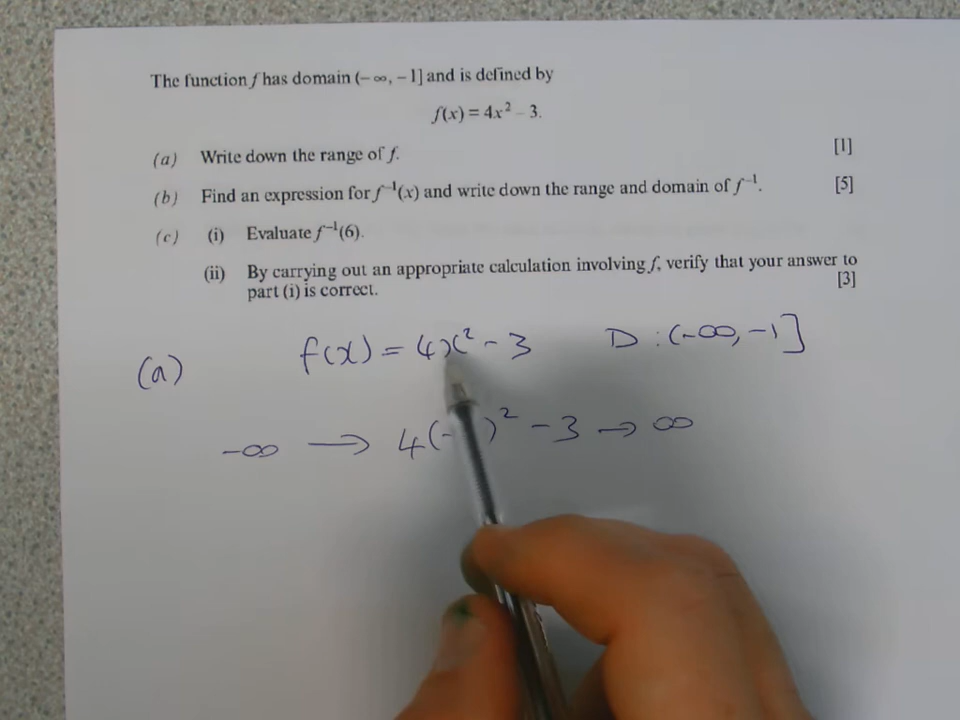 The function f has domain (−∞, −1] and is defined by
f(x) = 4x² − 3.
(a) Write down the range of f. [1]
(b) Find an expression for f⁻¹(x) and write down the range and domain of f⁻¹. [5]
(c) (i) Evaluate f⁻¹(6).
(ii) By carrying out an appropriate calculation involving f, verify that your answer to
part (i) is correct. [3]
(a) f(x) = 4x² − 3 D : (−∞, −1]
−∞ → 4(− )² − 3 → ∞